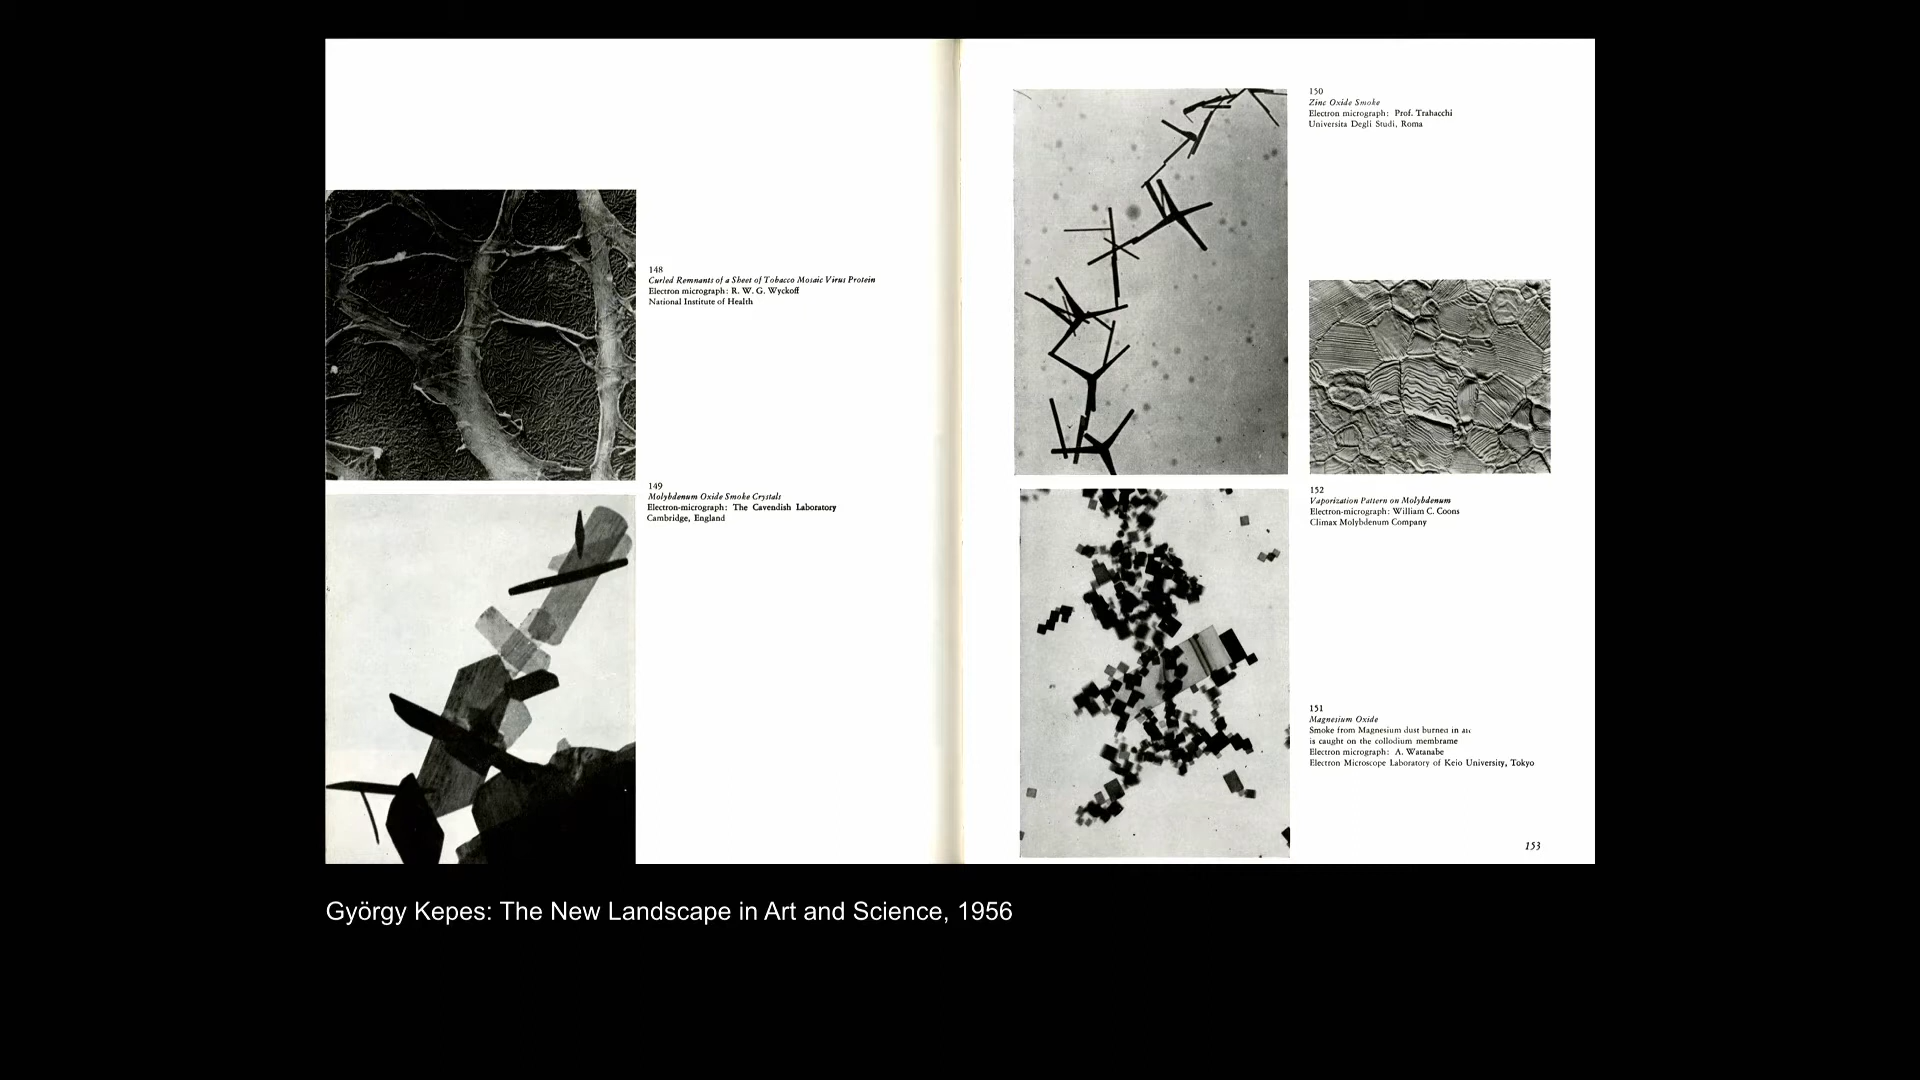 148
Curled Remnants of a Sheet of Tobacco Mosaic Virus Protein
Electron micrograph: R. W. G. Wyckoff
National Institute of Health
149
Molybdenum Oxide Smoke Crystals
Electron-micrograph: The Cavendish Laboratory
Cambridge, England
150
Zinc Oxide Smoke
Electron micrograph: Prof. Trabacchi
Universita Degli Studi, Roma
152
Vaporization Pattern on Molybdenum
Electron-micrograph: William C. Coons
Climax Molybdenum Company
151
Magnesium Oxide
Smoke from Magnesium dust burned in air
is caught on the collodium membrane
Electron micrograph: A. Watanabe
Electron Microscope Laboratory of Keio University, Tokyo
153
György Kepes: The New Landscape in Art and Science, 1956